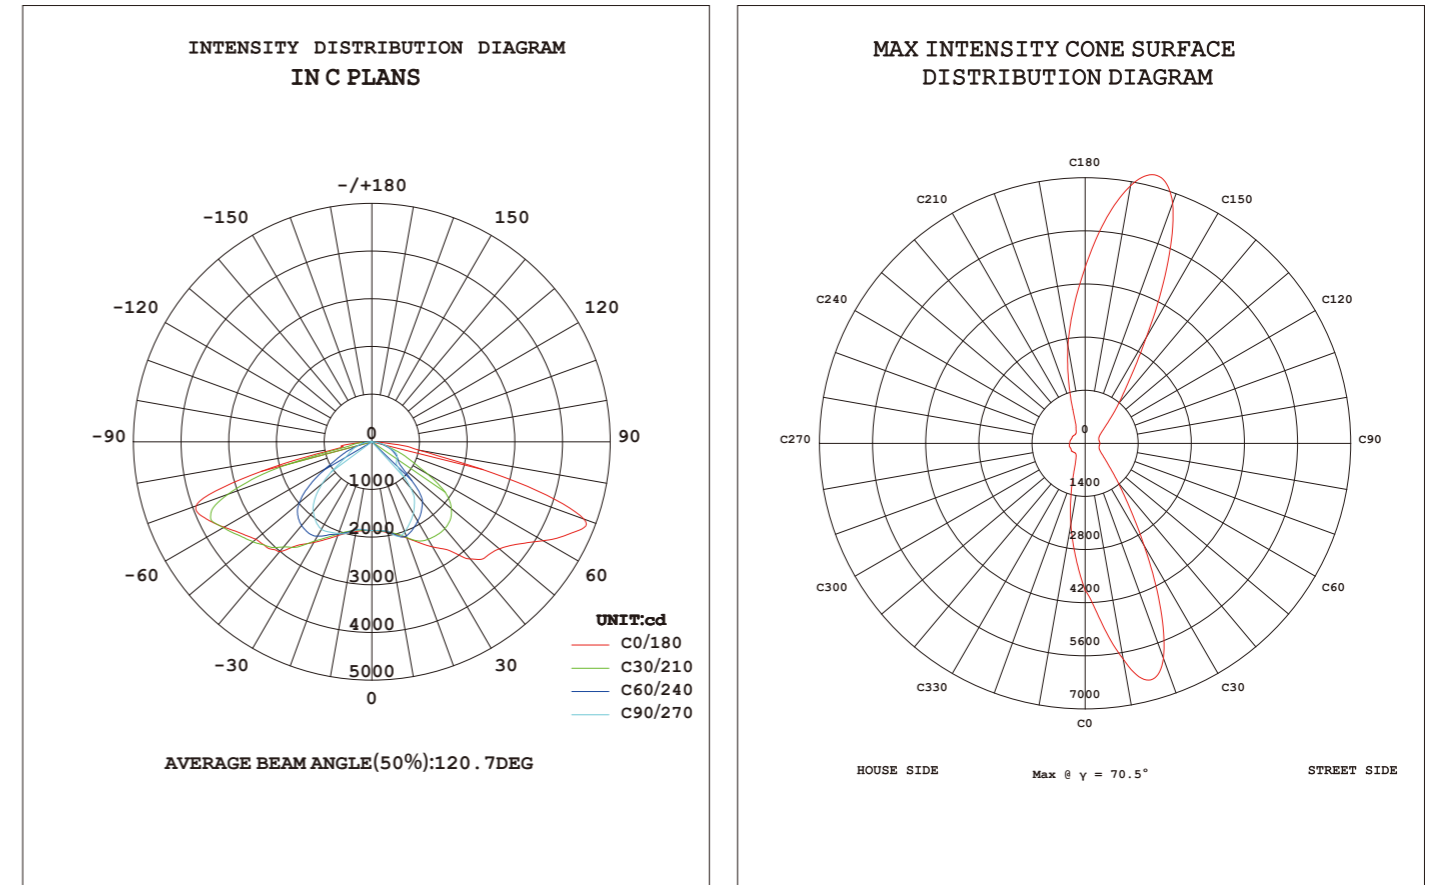 INTENSITY DISTRIBUTION DIAGRAM
IN C PLANS
-/+180
-150
150
-120
120
-90
0
90
1000
2000
-60
3000
60
4000
-30
5000
30
0
UNIT:cd
C0/180
C30/210
C60/240
C90/270
AVERAGE BEAM ANGLE(50%):120.7DEG
MAX INTENSITY CONE SURFACE
DISTRIBUTION DIAGRAM
C180
C210
C150
C240
C120
C270
0
C90
1400
2800
C300
4200
C60
5600
C330
7000
C30
C0
HOUSE SIDE
Max @ γ = 70.5°
STREET SIDE